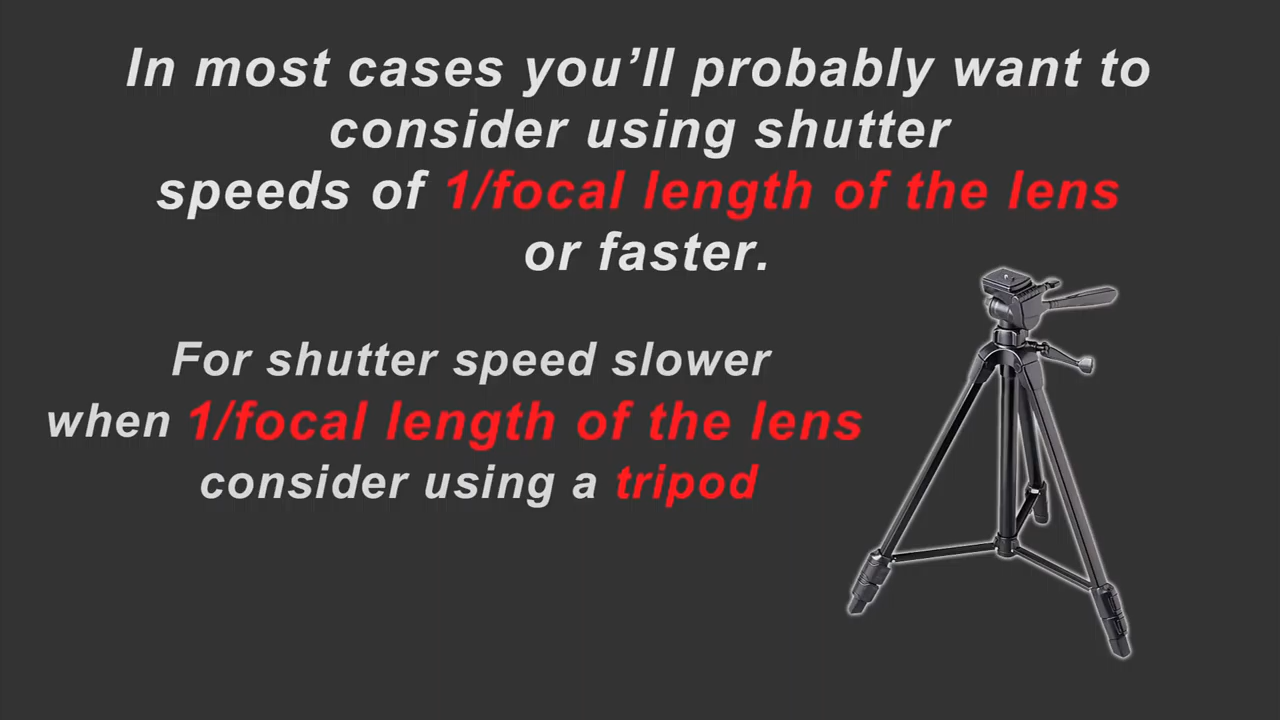 In most cases you’ll probably want to
consider using shutter
speeds of 1/focal length of the lens
or faster.
For shutter speed slower
when 1/focal length of the lens
consider using a tripod